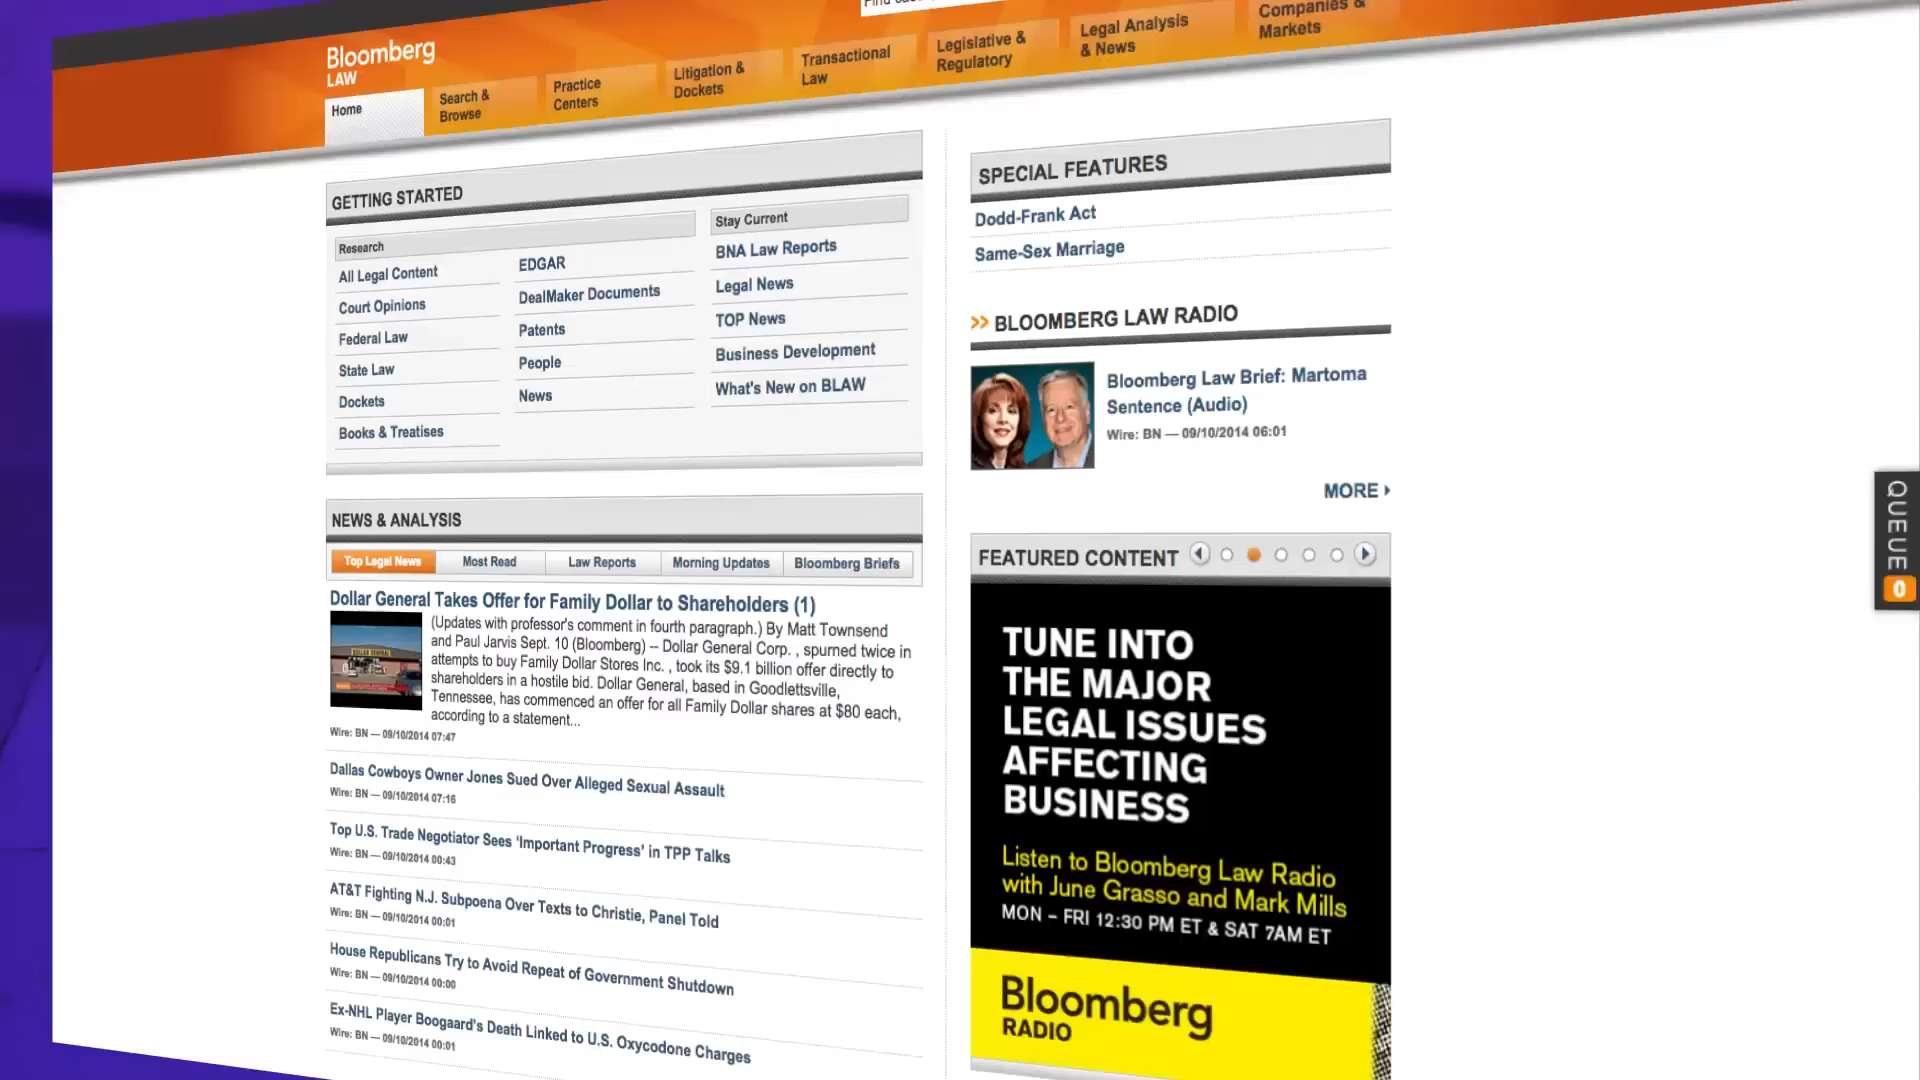 Bloomberg
LAW
Home
Search &
Browse
Practice
Centers
Litigation &
Dockets
Transactional
Law
Legislative &
Regulatory
Legal Analysis
& News
Companies &
Markets
GETTING STARTED
Research
All Legal Content
Court Opinions
Federal Law
State Law
Dockets
Books & Treatises
EDGAR
DealMaker Documents
Patents
People
News
Stay Current
BNA Law Reports
Legal News
TOP News
Business Development
What's New on BLAW
NEWS & ANALYSIS
Top Legal News
Most Read
Law Reports
Morning Updates
Bloomberg Briefs
Dollar General Takes Offer for Family Dollar to Shareholders (1)
(Updates with professor's comment in fourth paragraph.) By Matt Townsend
and Paul Jarvis Sept. 10 (Bloomberg) -- Dollar General Corp. , spurned twice in
attempts to buy Family Dollar Stores Inc. , took its $9.1 billion offer directly to
shareholders in a hostile bid. Dollar General, based in Goodlettsville,
Tennessee, has commenced an offer for all Family Dollar shares at $80 each,
according to a statement...
Wire: BN — 09/10/2014 07:47
Dallas Cowboys Owner Jones Sued Over Alleged Sexual Assault
Wire: BN — 09/10/2014 07:16
Top U.S. Trade Negotiator Sees ‘Important Progress’ in TPP Talks
Wire: BN — 09/10/2014 00:43
AT&T Fighting N.J. Subpoena Over Texts to Christie, Panel Told
Wire: BN — 09/10/2014 00:01
House Republicans Try to Avoid Repeat of Government Shutdown
Wire: BN — 09/10/2014 00:00
Ex-NHL Player Boogaard's Death Linked to U.S. Oxycodone Charges
Wire: BN — 09/10/2014 00:01
SPECIAL FEATURES
Dodd-Frank Act
Same-Sex Marriage
BLOOMBERG LAW RADIO
Bloomberg Law Brief: Martoma
Sentence (Audio)
Wire: BN — 09/10/2014 06:01
MORE
FEATURED CONTENT
TUNE INTO
THE MAJOR
LEGAL ISSUES
AFFECTING
BUSINESS
Listen to Bloomberg Law Radio
with June Grasso and Mark Mills
MON – FRI 12:30 PM ET & SAT 7AM ET
Bloomberg
RADIO
QUEUE 0